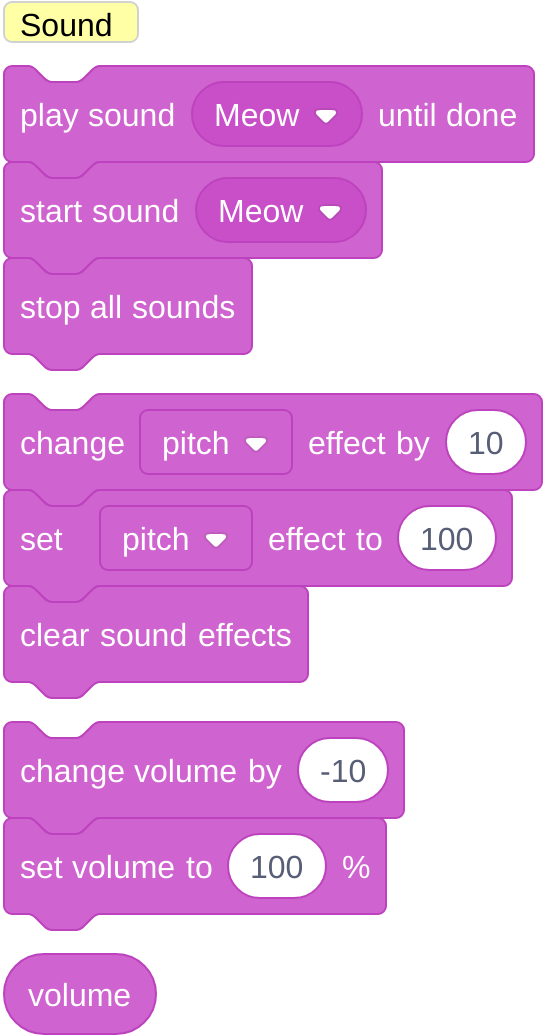 Sound
play sound Meow until done
start sound Meow
stop all sounds
change pitch effect by 10
set pitch effect to 100
clear sound effects
change volume by -10
set volume to 100 %
volume